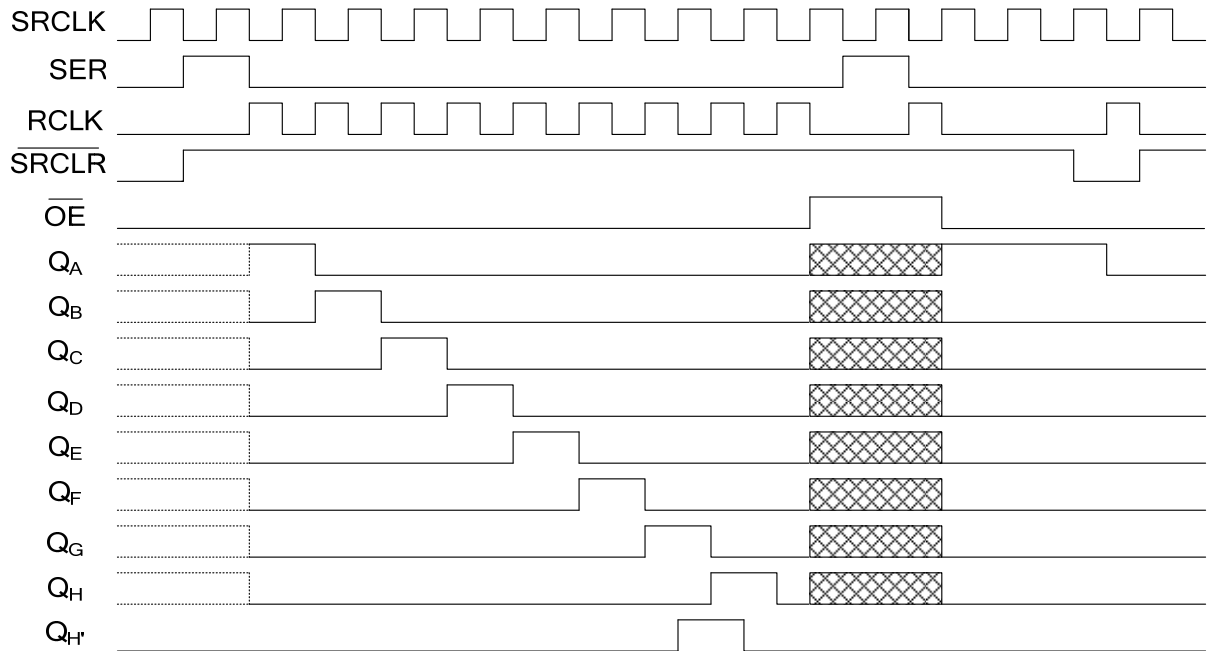 SRCLK
SER
RCLK
SRCLR
OE
QA
QB
QC
QD
QE
QF
QG
QH
QH'